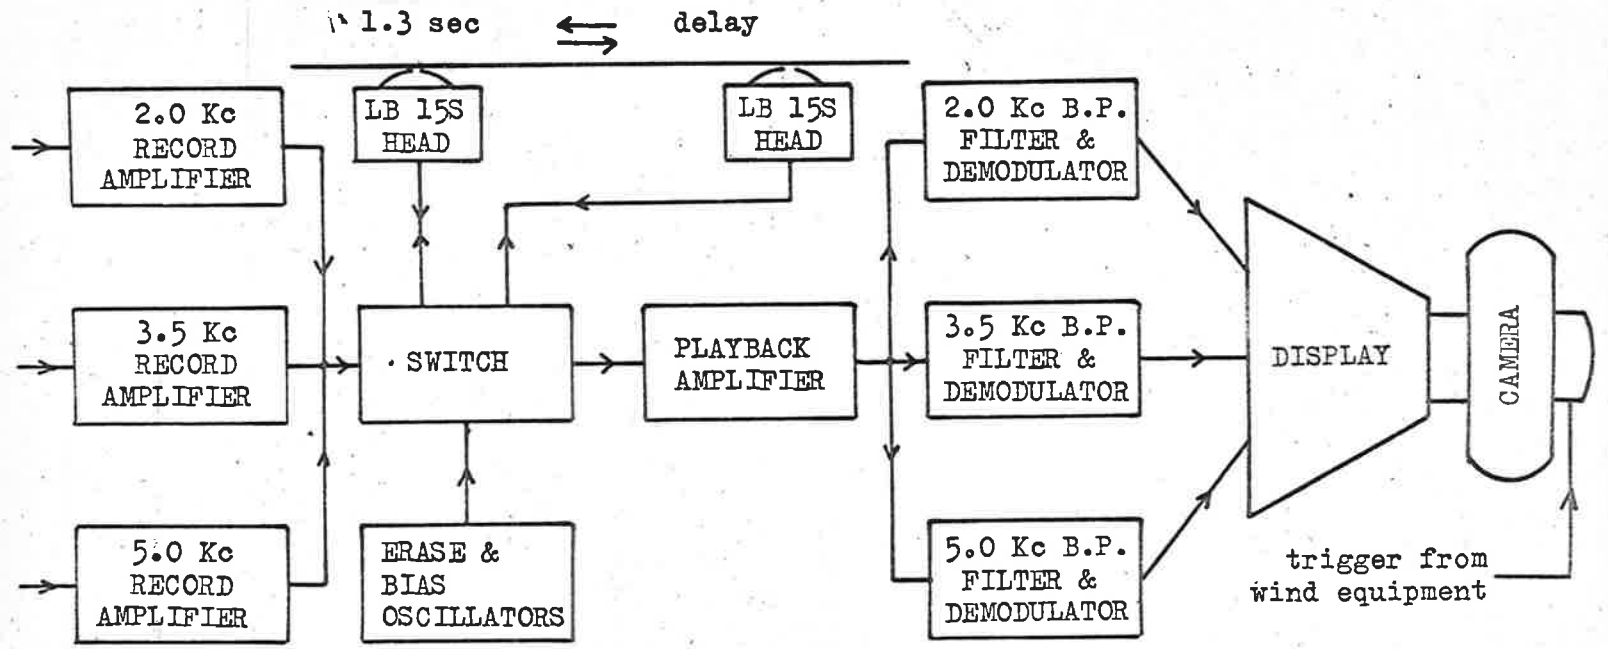 1.3 sec delay
2.0 Kc
RECORD
AMPLIFIER
LB 15S
HEAD
LB 15S
HEAD
2.0 Kc B.P.
FILTER &
DEMODULATOR
3.5 Kc
RECORD
AMPLIFIER
SWITCH
PLAYBACK
AMPLIFIER
3.5 Kc B.P.
FILTER &
DEMODULATOR
DISPLAY
CAMERA
5.0 Kc
RECORD
AMPLIFIER
ERASE &
BIAS
OSCILLATORS
5.0 Kc B.P.
FILTER &
DEMODULATOR
trigger from
wind equipment